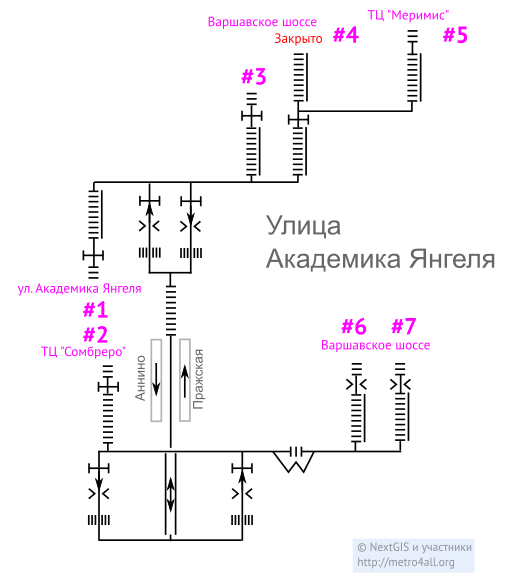 ТЦ "Меримис"
Варшавское шоссе
Закрыто
#4
#5
#3
Улица
Академика Янгеля
ул. Академика Янгеля
#1
#2
ТЦ "Сомбреро"
#6
#7
Варшавское шоссе
Аннино
Пражская
© NextGIS и участники
http://metro4all.org